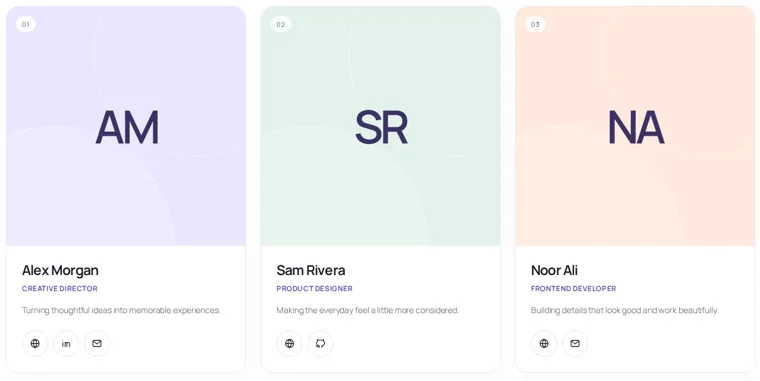 01
AM
Alex Morgan
CREATIVE DIRECTOR
Turning thoughtful ideas into memorable experiences.
in
02
SR
Sam Rivera
PRODUCT DESIGNER
Making the everyday feel a little more considered.
03
NA
Noor Ali
FRONTEND DEVELOPER
Building details that look good and work beautifully.